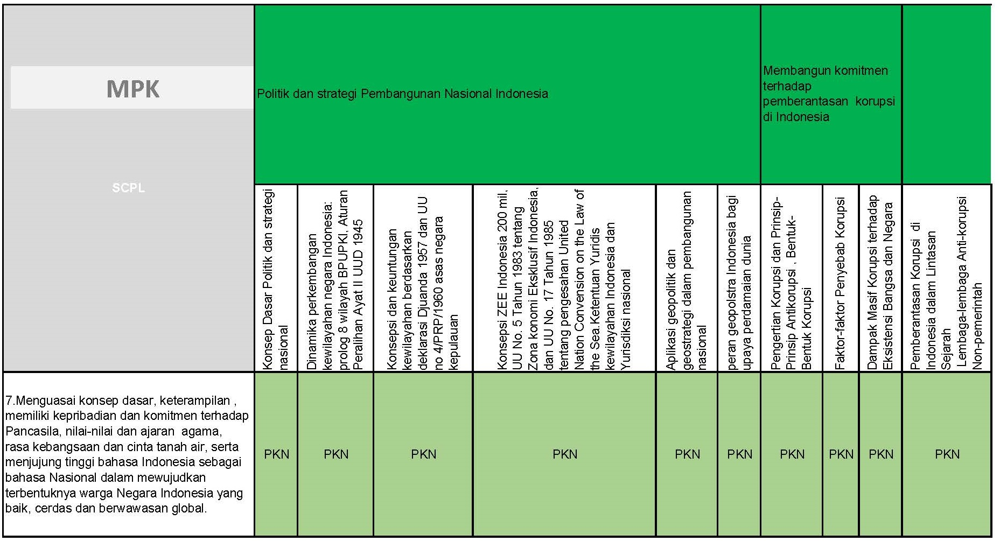 MPK
SCPL
Politik dan strategi Pembangunan Nasional Indonesia
Membangun komitmen
terhadap
pemberantasan korupsi
di Indonesia
Konsep Dasar Politik dan strategi
nasional
Dinamika perkembangan
kewilayahan negara Indonesia:
prolog 8 wilayah BPUPKI, Aturan
Peralihan Ayat II UUD 1945
Konsepsi dan keuntungan
kewilayahan berdasarkan
deklarasi Djuanda 1957 dan UU
no 4/PRP/1960 asas negara
kepulauan
Konsepsi ZEE Indonesia 200 mil,
UU No. 5 Tahun 1983 tentang
Zona konomi Eksklusif Indonesia,
dan UU No. 17 Tahun 1985
tentang pengesahan United
Nation Convension on the Law of
the Sea.Ketentuan Yuridis
kewilayahan Indonesia dan
Yurisdiksi nasional
Aplikasi geopolitik dan
geostrategi dalam pembangunan
nasional
peran geopolstra Indonesia bagi
upaya perdamaian dunia
Pengertian Korupsi dan Prinsip-
Prinsip Antikorupsi , Bentuk-
Bentuk Korupsi
Faktor-faktor Penyebab Korupsi
Dampak Masif Korupsi terhadap
Eksistensi Bangsa dan Negara
Pemberantasan Korupsi di
Indonesia dalam Lintasan
Sejarah
Lembaga-lembaga Anti-korupsi
Non-pemerintah
7.Menguasai konsep dasar, keterampilan ,
memiliki kepribadian dan komitmen terhadap
Pancasila, nilai-nilai dan ajaran agama,
rasa kebangsaan dan cinta tanah air, serta
menjujung tinggi bahasa Indonesia sebagai
bahasa Nasional dalam mewujudkan
terbentuknya warga Negara Indonesia yang
baik, cerdas dan berwawasan global.
PKN
PKN
PKN
PKN
PKN
PKN
PKN
PKN
PKN
PKN